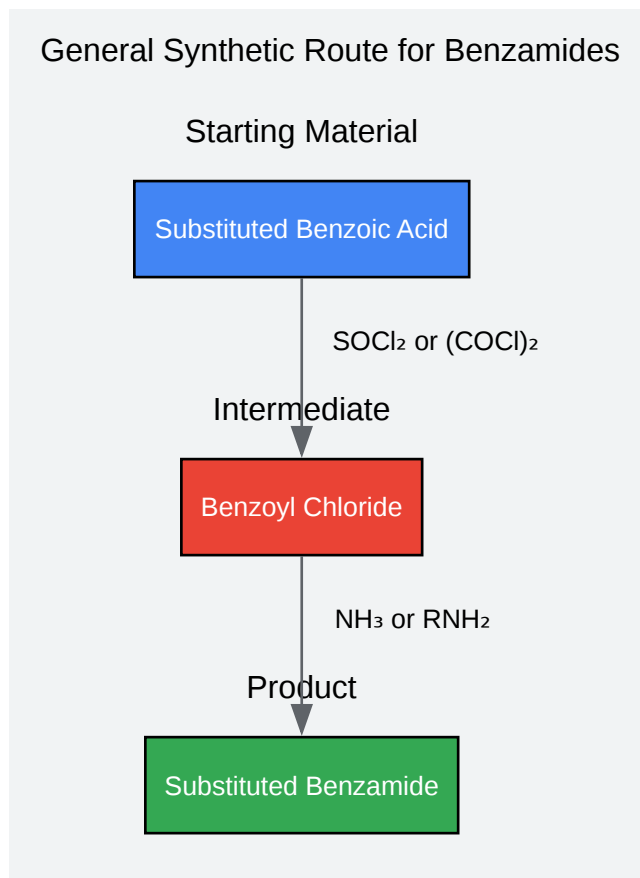 General Synthetic Route for Benzamides
Starting Material
Substituted Benzoic Acid
SOCl₂ or (COCl)₂
Intermediate
Benzoyl Chloride
NH₃ or RNH₂
Product
Substituted Benzamide